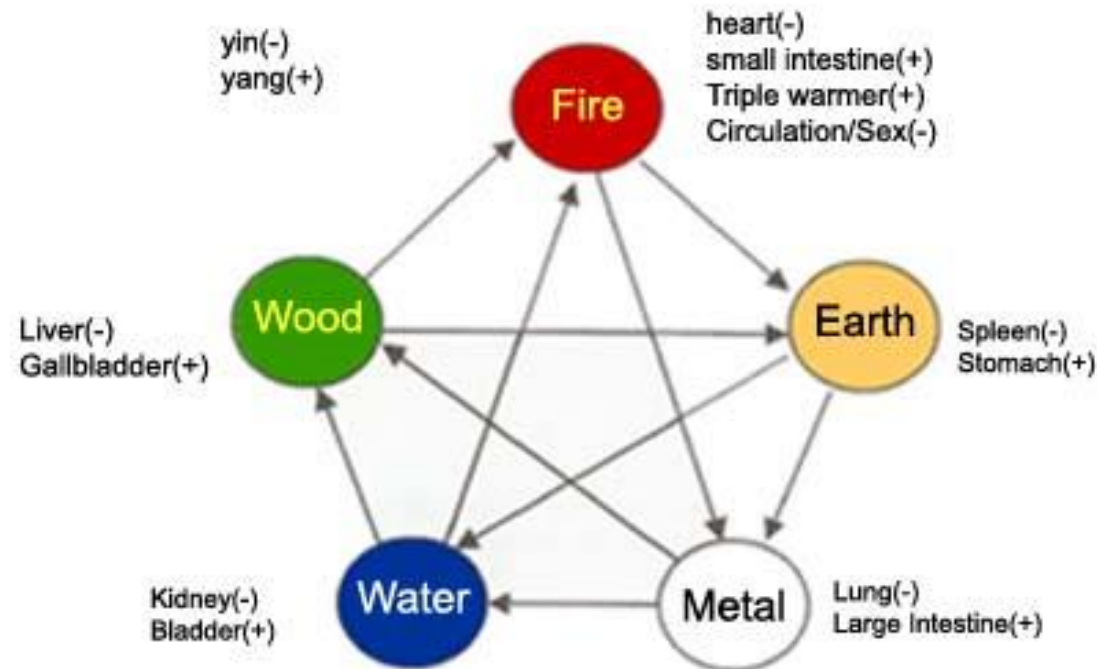 yin(-)
yang(+)
heart(-)
small intestine(+)
Triple warmer(+)
Circulation/Sex(-)
Fire
Wood
Earth
Liver(-)
Gallbladder(+)
Spleen(-)
Stomach(+)
Water
Metal
Kidney(-)
Bladder(+)
Lung(-)
Large Intestine(+)